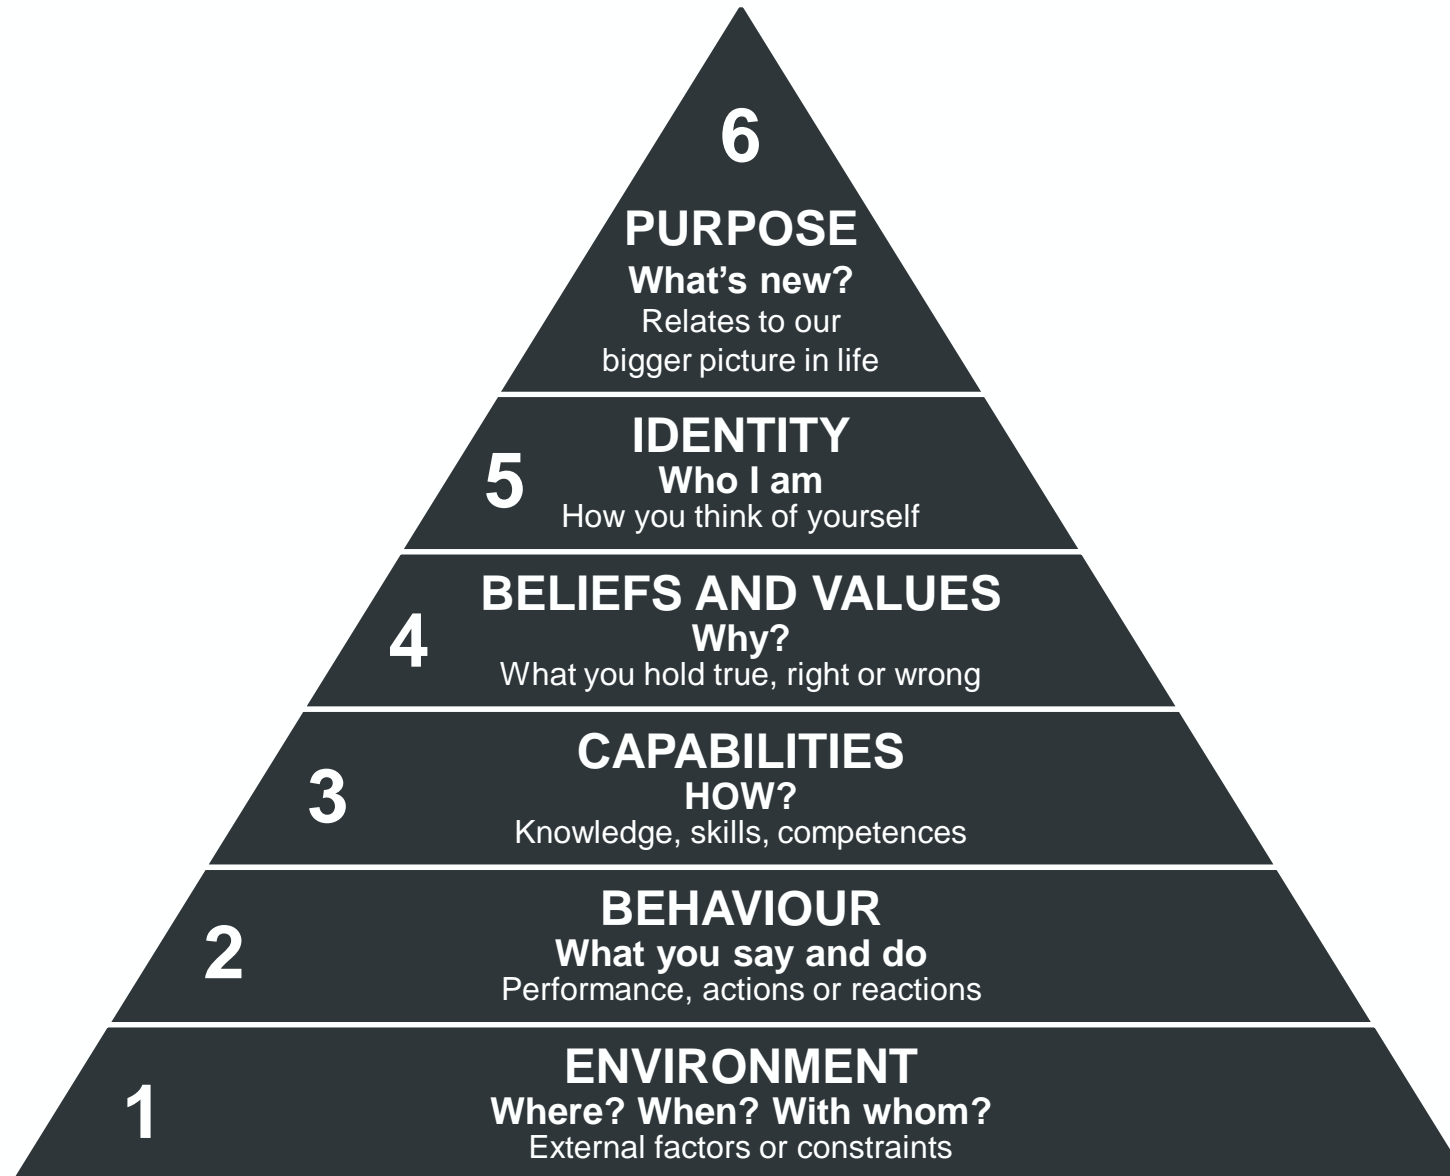 6
PURPOSE
What’s new?
Relates to our
bigger picture in life
5
IDENTITY
Who I am
How you think of yourself
4
BELIEFS AND VALUES
Why?
What you hold true, right or wrong
3
CAPABILITIES
HOW?
Knowledge, skills, competences
2
BEHAVIOUR
What you say and do
Performance, actions or reactions
1
ENVIRONMENT
Where? When? With whom?
External factors or constraints